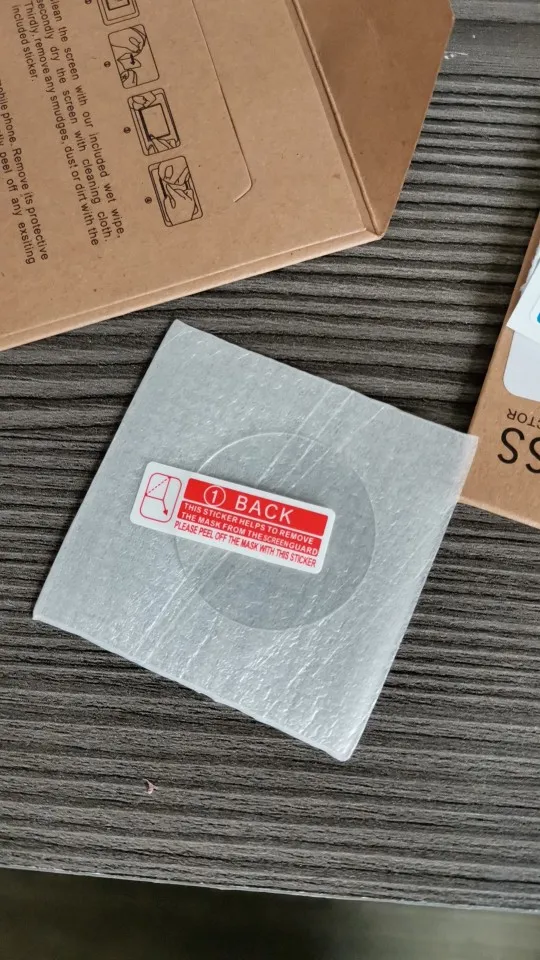 clean the screen with our included wet wipe,
secondly dry the screen with cleaning cloth.
Thirdly, remove any smudges, dust or dirt with the
included sticker.
mobile phone. Remove its protective
peel off any exsiting
1 BACK
THIS STICKER HELPS TO REMOVE
THE MASK FROM THE SCREENGUARD
PLEASE PEEL OFF THE MASK WITH THIS STICKER
SS
CTOR